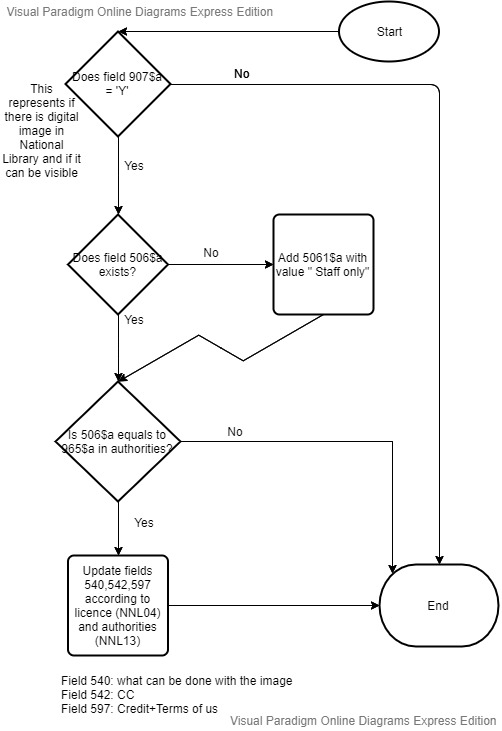 Visual Paradigm Online Diagrams Express Edition
Start
Does field 907$a
= 'Y'
No
This
represents if
there is digital
image in
National
Library and if it
can be visible
Yes
Does field 506$a
exists?
No
Add 5061$a with
value " Staff only"
Yes
Is 506$a equals to
965$a in authorities?
No
Yes
Update fields
540,542,597
according to
licence (NNL04)
and authorities
(NNL13)
End
Field 540: what can be done with the image
Field 542: CC
Field 597: Credit+Terms of us
Visual Paradigm Online Diagrams Express Edition